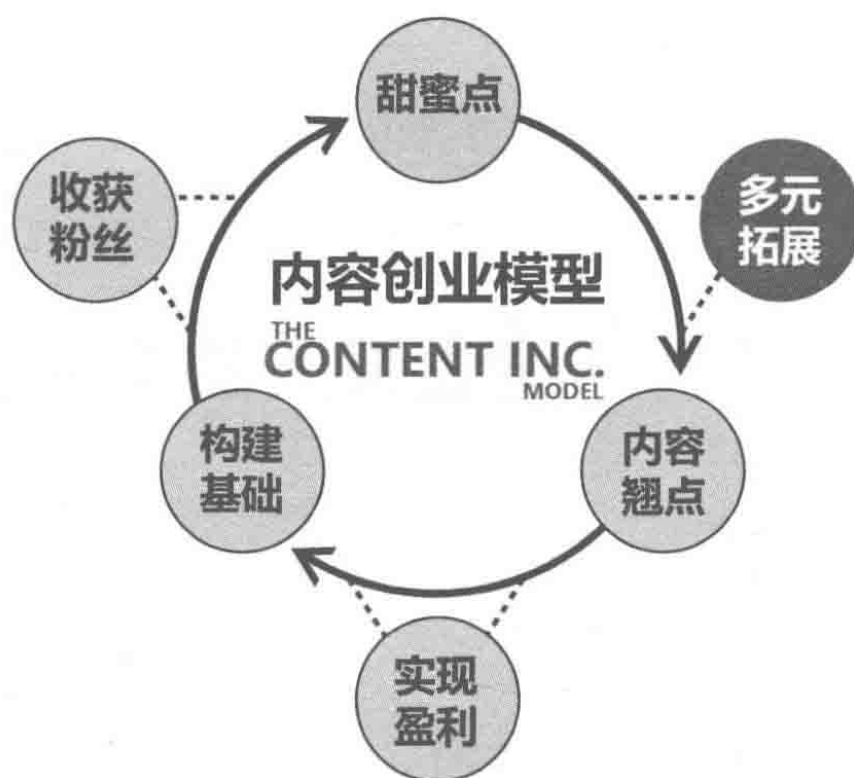 甜蜜点
收获
粉丝
多元
拓展
内容创业模型
THE
CONTENT INC.
MODEL
构建
基础
内容
翘点
实现
盈利